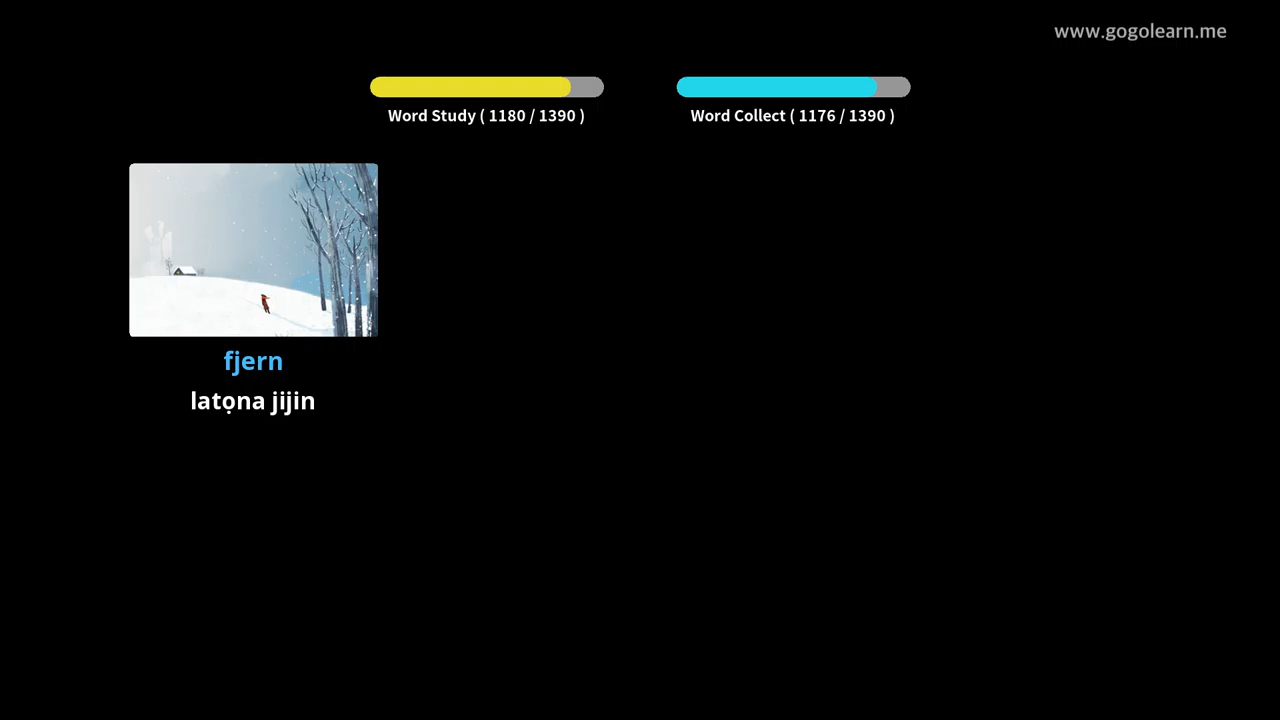 www.gogolearn.me
Word Study ( 1180 / 1390 )
Word Collect ( 1176 / 1390 )
fjern
latọna jijin